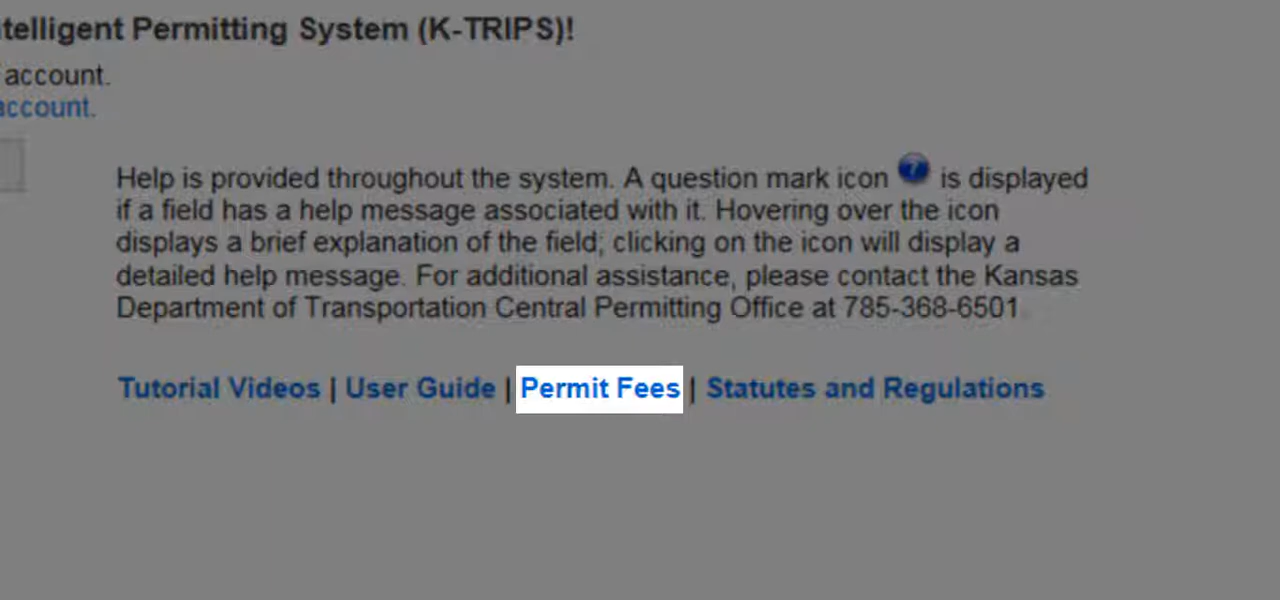 telligent Permitting System (K-TRIPS)!
account.
account.
Help is provided throughout the system. A question mark icon ? is displayed
if a field has a help message associated with it. Hovering over the icon
displays a brief explanation of the field; clicking on the icon will display a
detailed help message. For additional assistance, please contact the Kansas
Department of Transportation Central Permitting Office at 785-368-6501.
Tutorial Videos | User Guide | Permit Fees | Statutes and Regulations